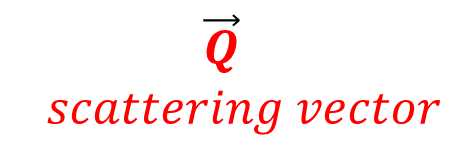 Q⃗
scattering vector